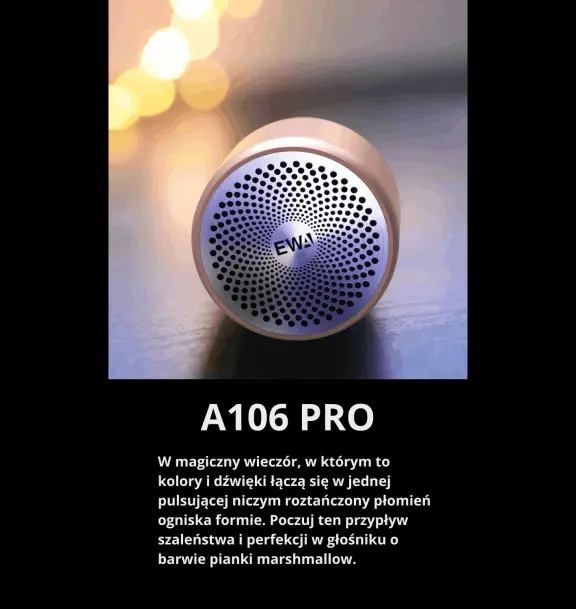 EWA
A106 PRO
W magiczny wieczór, w którym to
kolory i dźwięki łączą się w jednej
pulsującej niczym roztańczony płomień
ogniska formie. Poczuj ten przypływ
szaleństwa i perfekcji w głośniku o
barwie pianki marshmallow.